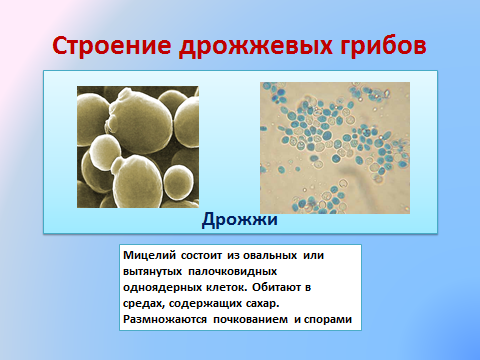 Строение дрожжевых грибов
Дрожжи
Мицелий состоит из овальных или
вытянутых палочковидных
одноядерных клеток. Обитают в
средах, содержащих сахар.
Размножаются почкованием и спорами